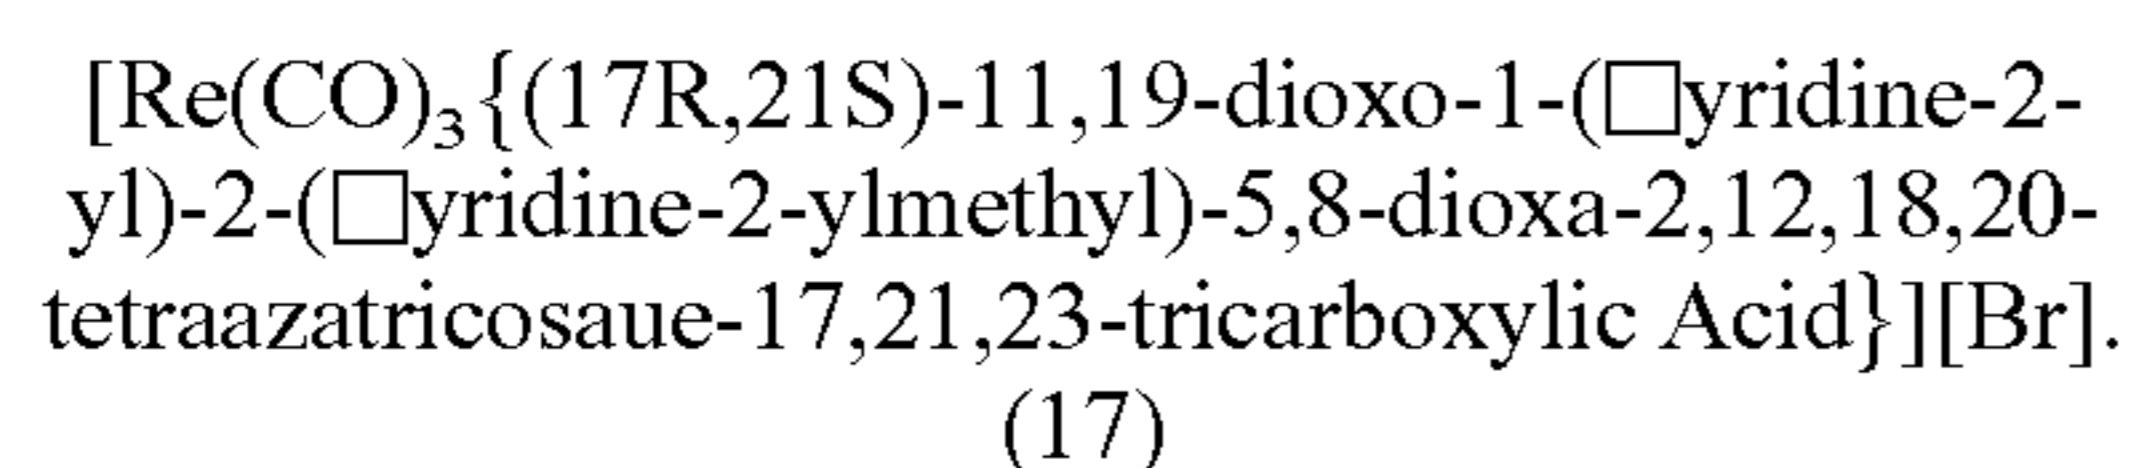 [Re(CO)₃{(17R,21S)-11,19-dioxo-1-(□yridine-2-
yl)-2-(□yridine-2-ylmethyl)-5,8-dioxa-2,12,18,20-
tetraazatricosaue-17,21,23-tricarboxylic Acid}][Br].
(17)